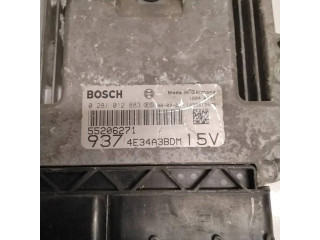 BOSCH
Made in Germany
0 281 012 883
55206271
937 4E34A3BDM 15V